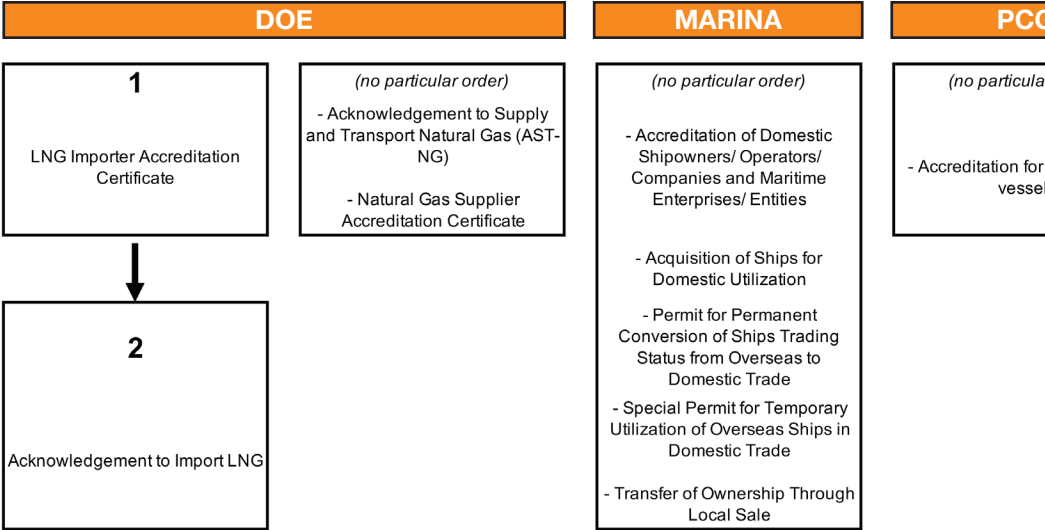 DOE
1
LNG Importer Accreditation
Certificate
2
Acknowledgement to Import LNG
(no particular order)
- Acknowledgement to Supply
and Transport Natural Gas (AST-
NG)
- Natural Gas Supplier
Accreditation Certificate
MARINA
(no particular order)
- Accreditation of Domestic
Shipowners/ Operators/
Companies and Maritime
Enterprises/ Entities
- Acquisition of Ships for
Domestic Utilization
- Permit for Permanent
Conversion of Ships Trading
Status from Overseas to
Domestic Trade
- Special Permit for Temporary
Utilization of Overseas Ships in
Domestic Trade
- Transfer of Ownership Through
Local Sale
(no
- Accreditation for